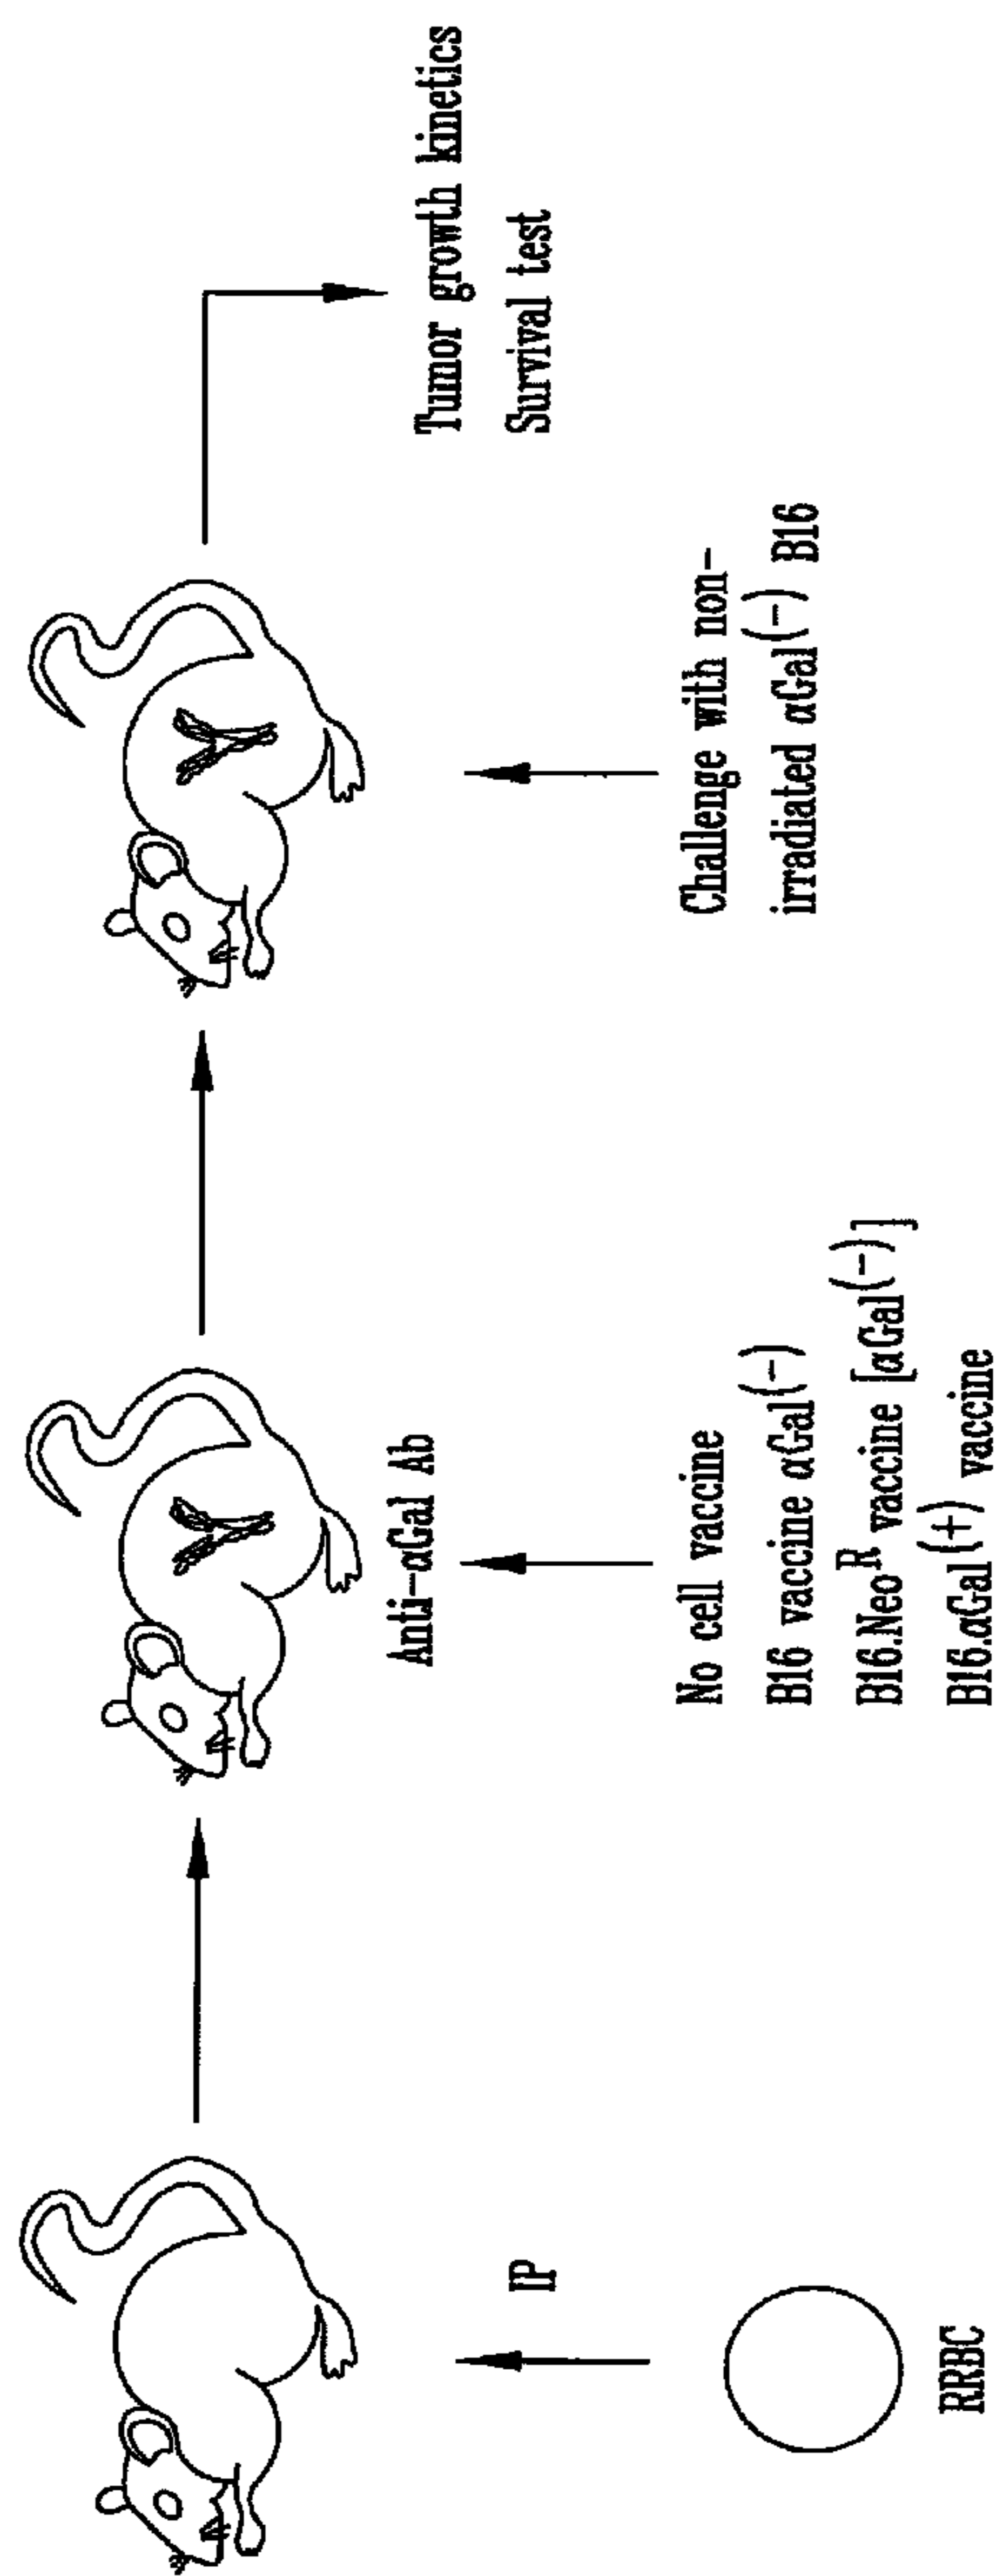 IP
RRBC
Anti-αGal Ab
No cell vaccine
B16 vaccine αGal(-)
B16.Neo^R vaccine [αGal(-)]
B16.αGal(+) vaccine
Challenge with non-
irradiated αGal(-) B16
Tumor growth kinetics
Survival test